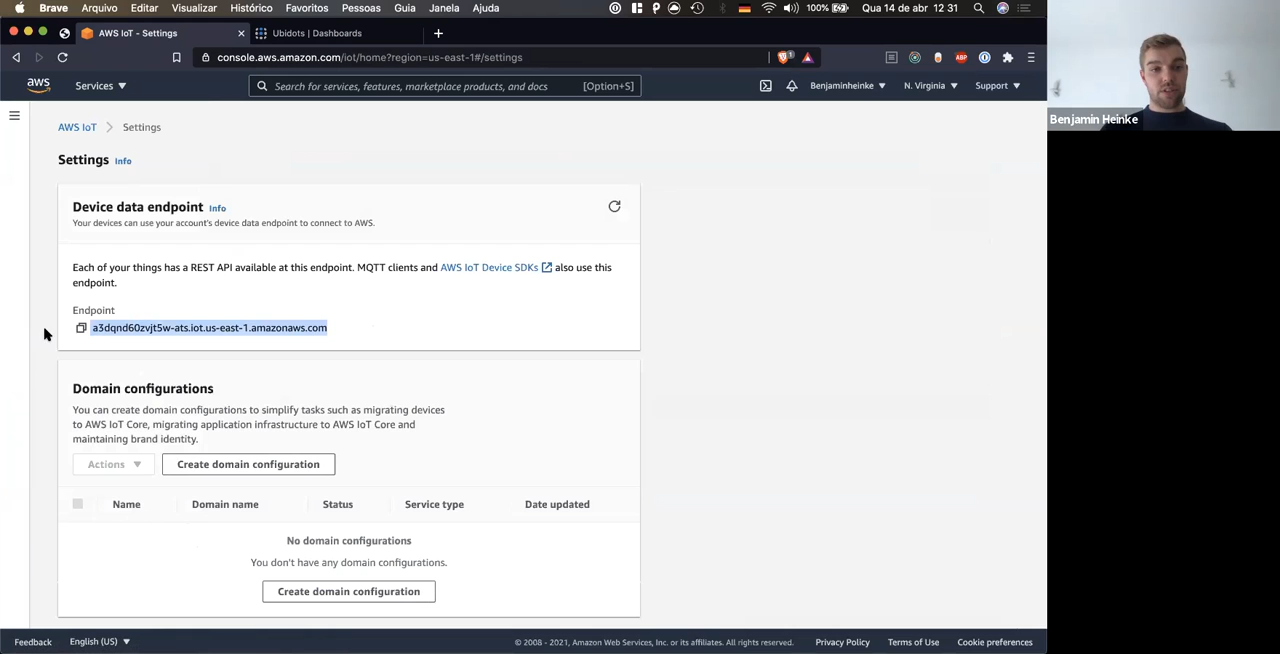 Brave Arquivo Editar Visualizar Histórico Favoritos Pessoas Guia Janela Ajuda 100% Qua 14 de abr 12 31
AWS IoT - Settings Ubidots | Dashboards
console.aws.amazon.com/iot/home?region=us-east-1#/settings ABP
aws Services Search for services, features, marketplace products, and docs [Option+S] Benjaminheinke N. Virginia Support
Benjamin Heinke
AWS IoT Settings
Settings Info
Device data endpoint Info
Your devices can use your account's device data endpoint to connect to AWS.
Each of your things has a REST API available at this endpoint. MQTT clients and AWS IoT Device SDKs also use this
endpoint.
Endpoint
a3dqnd60zvjt5w-ats.iot.us-east-1.amazonaws.com
Domain configurations
You can create domain configurations to simplify tasks such as migrating devices
to AWS IoT Core, migrating application infrastructure to AWS IoT Core and
maintaining brand identity.
Actions Create domain configuration
Name Domain name Status Service type Date updated
No domain configurations
You don't have any domain configurations.
Create domain configuration
Feedback English (US) © 2008 - 2021, Amazon Web Services, Inc. or its affiliates. All rights reserved. Privacy Policy Terms of Use Cookie preferences